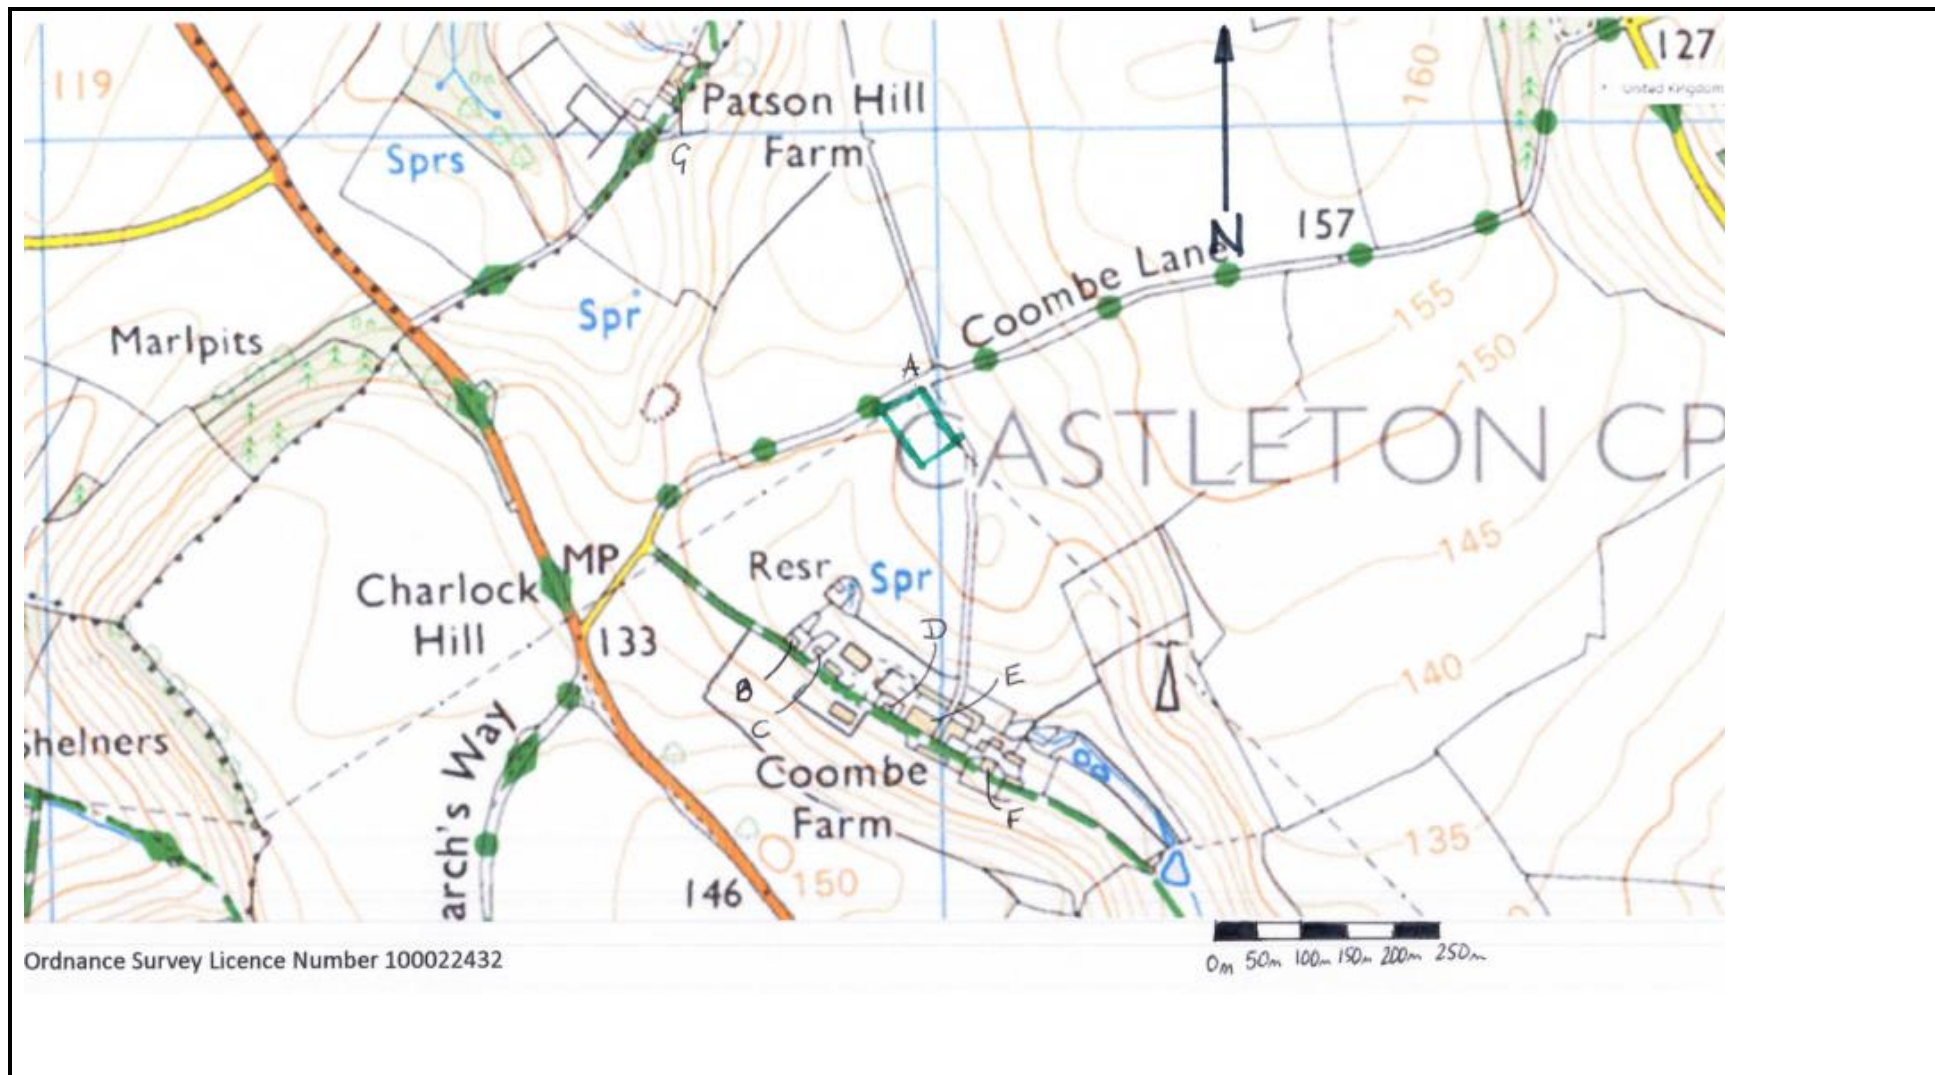 119
127
United Kingdom
160
Patson Hill
Farm
G
Sprs
N
157
Coombe Lane
155
Spr
Marlpits
150
A
CASTLETON CP
145
MP
Resr
Spr
Charlock
Hill
133
D
140
E
B
C
Shelners
arch's Way
Coombe
Farm
F
135
146
150
Ordnance Survey Licence Number 100022432
0m 50m 100m 150m 200m 250m